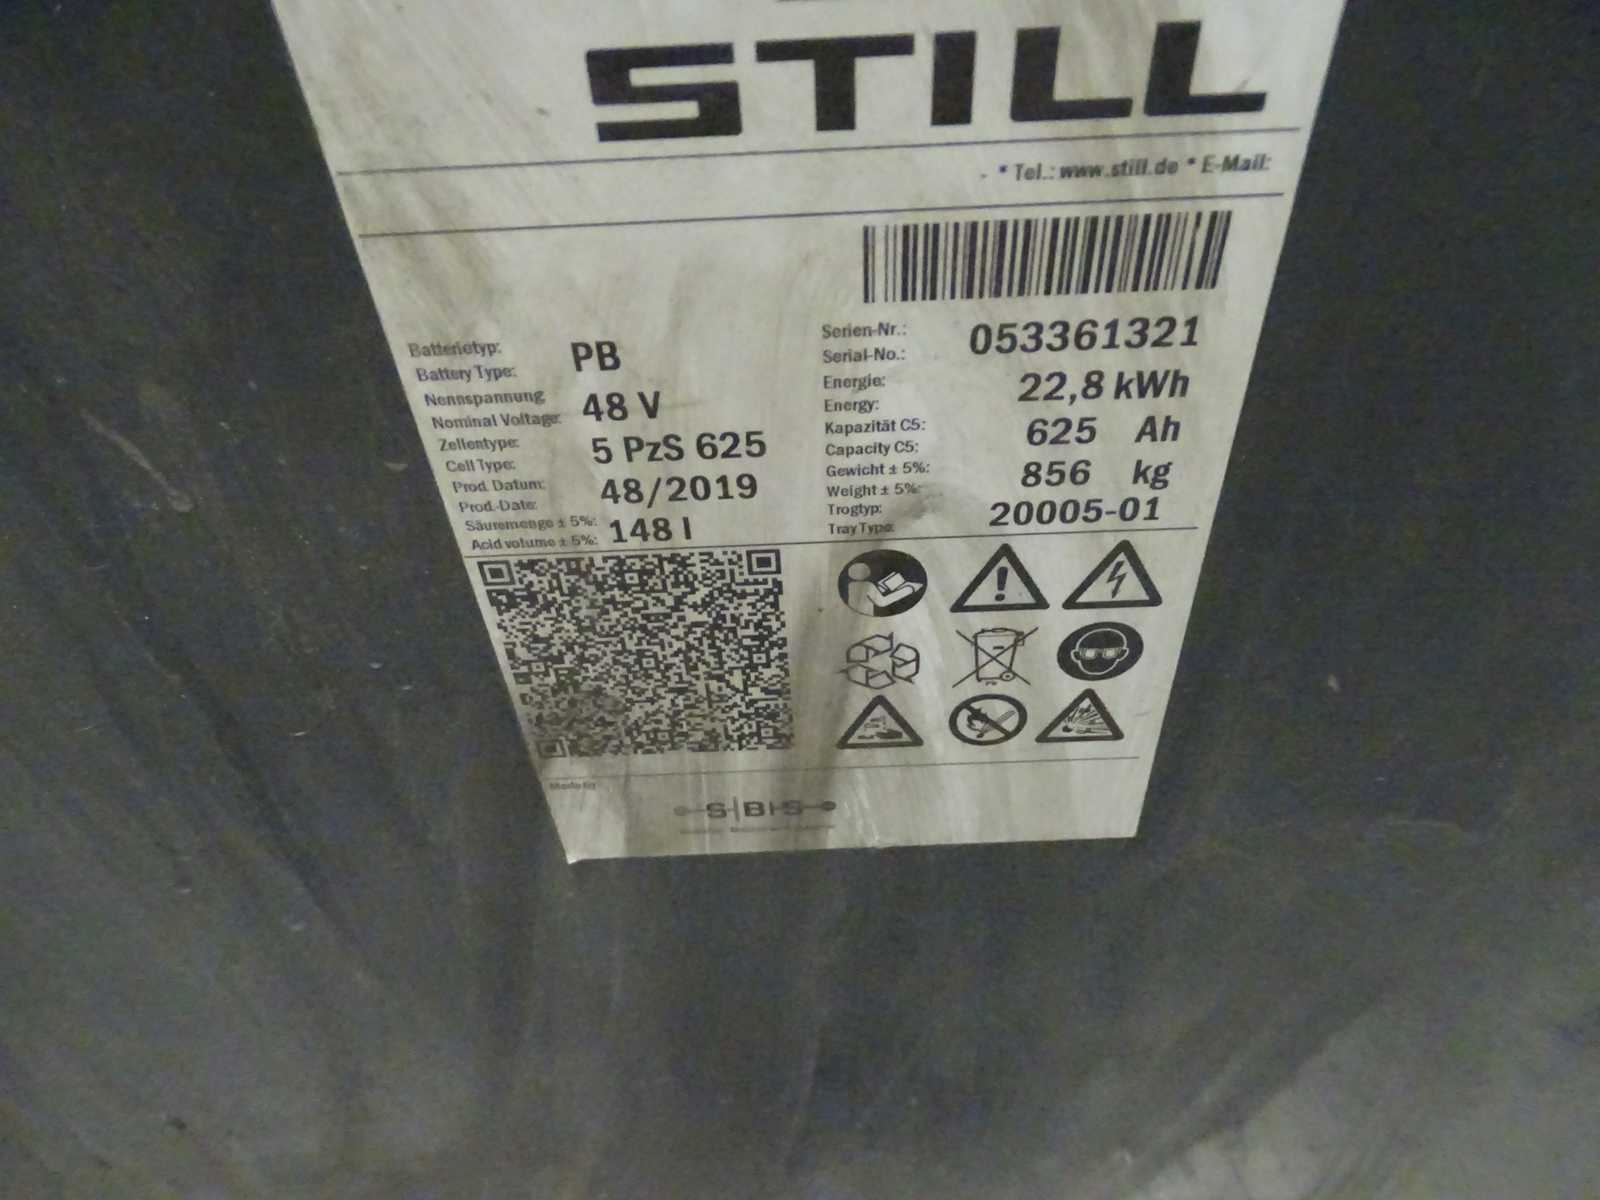 STILL
- * Tel.: www.still.de * E-Mail:
Batterietyp:
Battery Type: PB
Nennspannung:
Nominal Voltage: 48 V
Zellentype:
Cell Type: 5 PzS 625
Prod. Datum:
Prod.-Date: 48/2019
Säuremenge ± 5%:
Acid volume ± 5%: 148 l
Serien-Nr.:
Serial-No.: 053361321
Energie:
Energy: 22,8 kWh
Kapazität C5:
Capacity C5: 625 Ah
Gewicht ± 5%:
Weight ± 5%: 856 kg
Trogtyp:
Tray Type: 20005-01
Made by
S|B|S